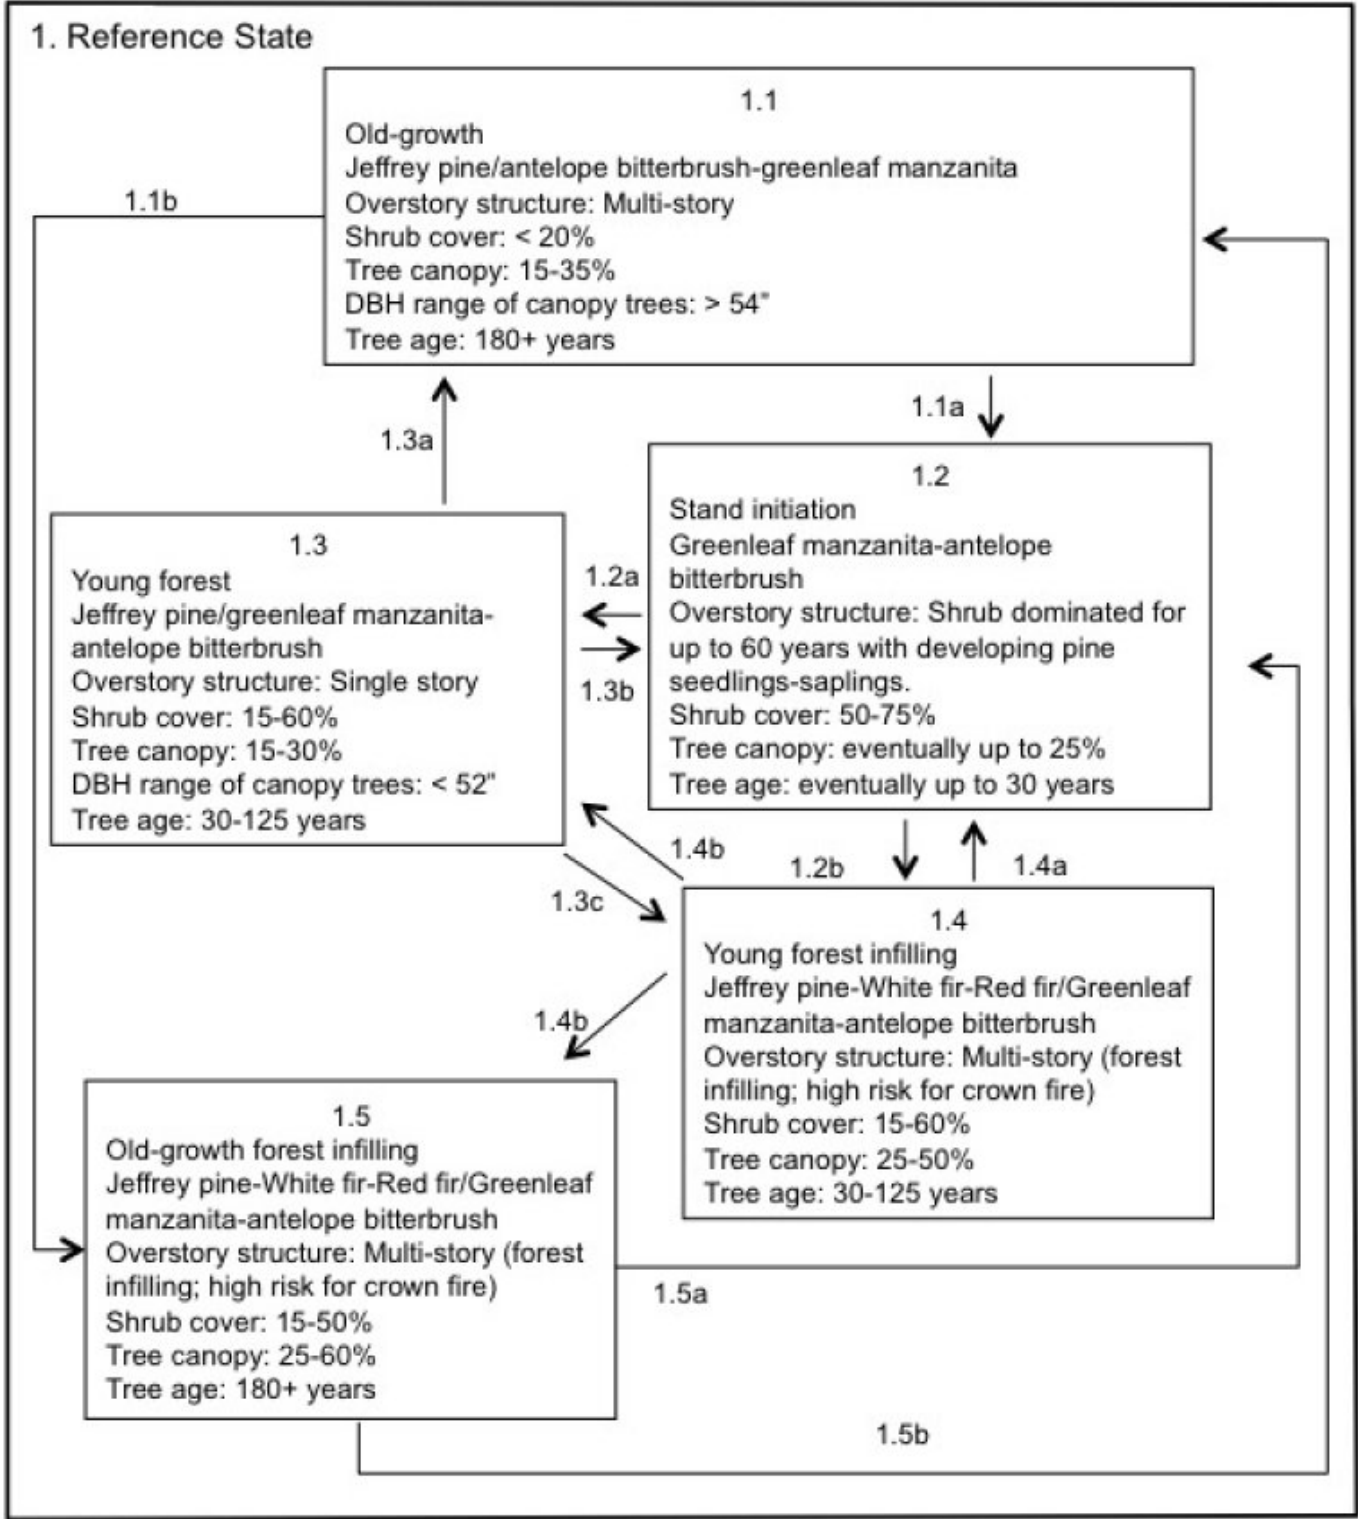 1. Reference State
1.1
Old-growth
Jeffrey pine/antelope bitterbrush-greenleaf manzanita
Overstory structure: Multi-story
Shrub cover: < 20%
Tree canopy: 15-35%
DBH range of canopy trees: > 54"
Tree age: 180+ years
1.1b
1.1a
1.3a
1.2
Stand initiation
Greenleaf manzanita-antelope
bitterbrush
Overstory structure: Shrub dominated for
up to 60 years with developing pine
seedlings-saplings.
Shrub cover: 50-75%
Tree canopy: eventually up to 25%
Tree age: eventually up to 30 years
1.3
Young forest
Jeffrey pine/greenleaf manzanita-
antelope bitterbrush
Overstory structure: Single story
Shrub cover: 15-60%
Tree canopy: 15-30%
DBH range of canopy trees: < 52"
Tree age: 30-125 years
1.2a
1.3b
1.4b
1.2b
1.4a
1.3c
1.4
Young forest infilling
Jeffrey pine-White fir-Red fir/Greenleaf
manzanita-antelope bitterbrush
Overstory structure: Multi-story (forest
infilling; high risk for crown fire)
Shrub cover: 15-60%
Tree canopy: 25-50%
Tree age: 30-125 years
1.4b
1.5
Old-growth forest infilling
Jeffrey pine-White fir-Red fir/Greenleaf
manzanita-antelope bitterbrush
Overstory structure: Multi-story (forest
infilling; high risk for crown fire)
Shrub cover: 15-50%
Tree canopy: 25-60%
Tree age: 180+ years
1.5a
1.5b